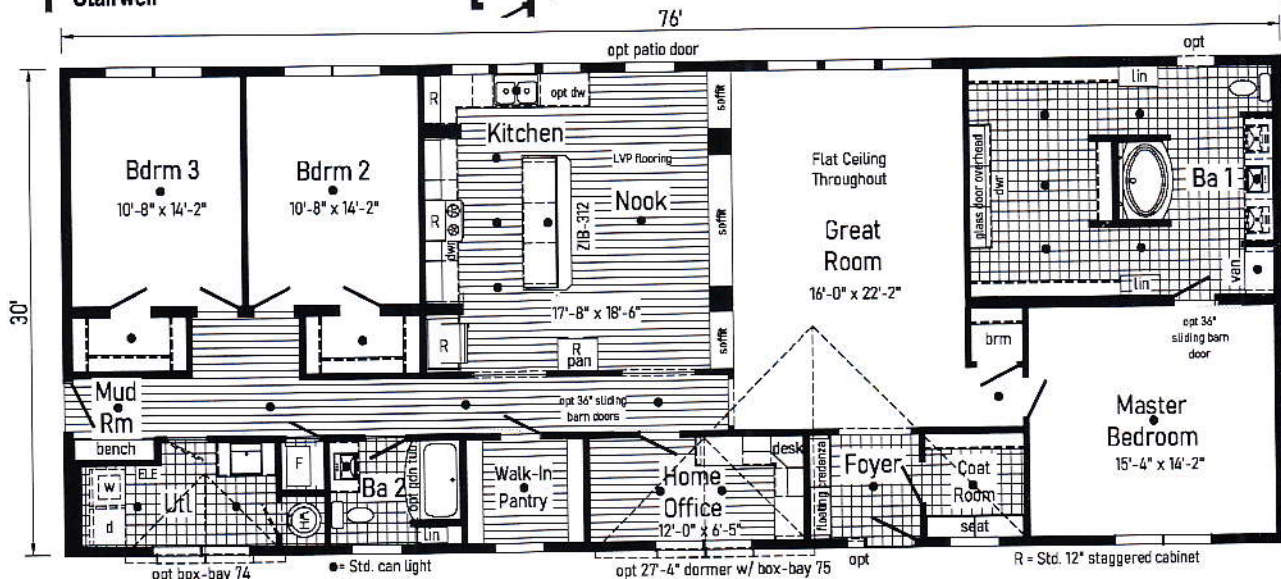 Stairwell
76'
opt patio door
opt
30'
Bdrm 3
10'-8" x 14'-2"
Bdrm 2
10'-8" x 14'-2"
R
opt dw
Kitchen
LVP flooring
Nook
ZIB-312
R
dwr
17'-8" x 18'-6"
R
R
pan
soffit
soffit
soffit
Flat Ceiling
Throughout
Great
Room
16'-0" x 22'-2"
lin
glass door overhead
dwr
Ba 1
lin
van
brm
opt 36"
sliding barn
door
Master
Bedroom
15'-4" x 14'-2"
Mud
Rm
bench
opt 36" sliding
barn doors
ELE
W
d
Utl
F
HW
Ba 2
opt gdn tub
lin
Walk-In
Pantry
desk
Home
Office
12'-0" x 6'-5"
floating credenza
Foyer
Coat
Room
seat
opt box-bay 74
●= Std. can light
opt 27'-4" dormer w/ box-bay 75
opt
R = Std. 12" staggered cabinet